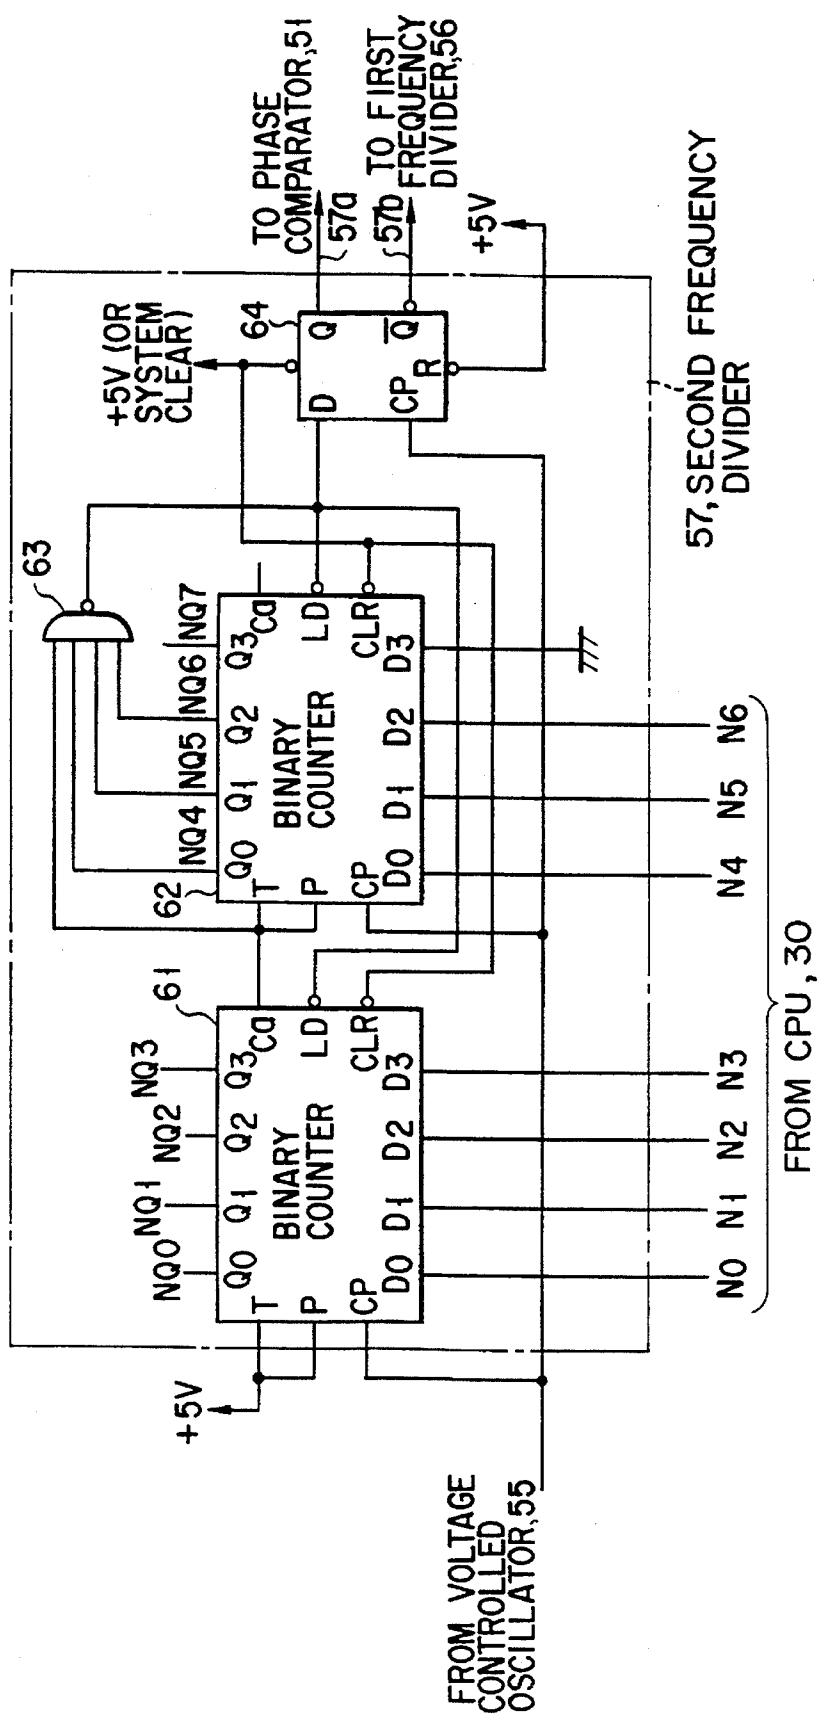 TO PHASE
COMPARATOR,51
TO FIRST
FREQUENCY
DIVIDER,56
57a
57b
+5V
+5V (OR
SYSTEM
CLEAR)
64
D
Q
CP
Q
R
57, SECOND FREQUENCY
DIVIDER
63
NQ4
NQ5
NQ6
NQ7
62
Q0
Q1
Q2
Q3
T
Ca
P
BINARY
COUNTER
LD
CP
CLR
D0
D1
D2
D3
N4
N5
N6
61
NQ0
NQ1
NQ2
NQ3
Q0
Q1
Q2
Q3
T
Ca
P
BINARY
COUNTER
LD
CP
CLR
D0
D1
D2
D3
N0
N1
N2
N3
FROM CPU, 30
+5V
FROM VOLTAGE
CONTROLLED
OSCILLATOR,55